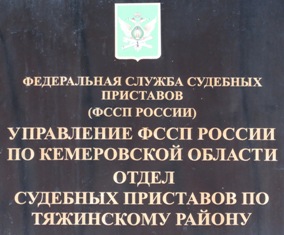 ФЕДЕРАЛЬНАЯ СЛУЖБА СУДЕБНЫХ
ПРИСТАВОВ
(ФССП РОССИИ)
УПРАВЛЕНИЕ ФССП РОССИИ
ПО КЕМЕРОВСКОЙ ОБЛАСТИ
ОТДЕЛ
СУДЕБНЫХ ПРИСТАВОВ ПО
ТЯЖИНСКОМУ РАЙОНУ